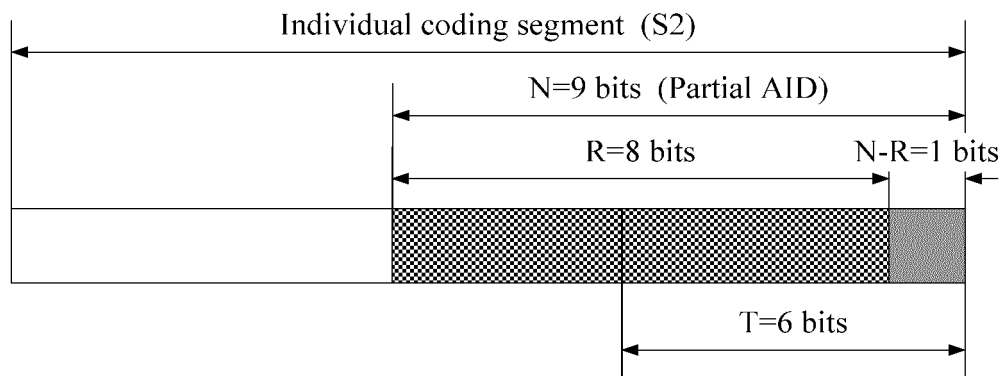 Individual coding segment (S2)
N=9 bits (Partial AID)
R=8 bits
N-R=1 bits
T=6 bits